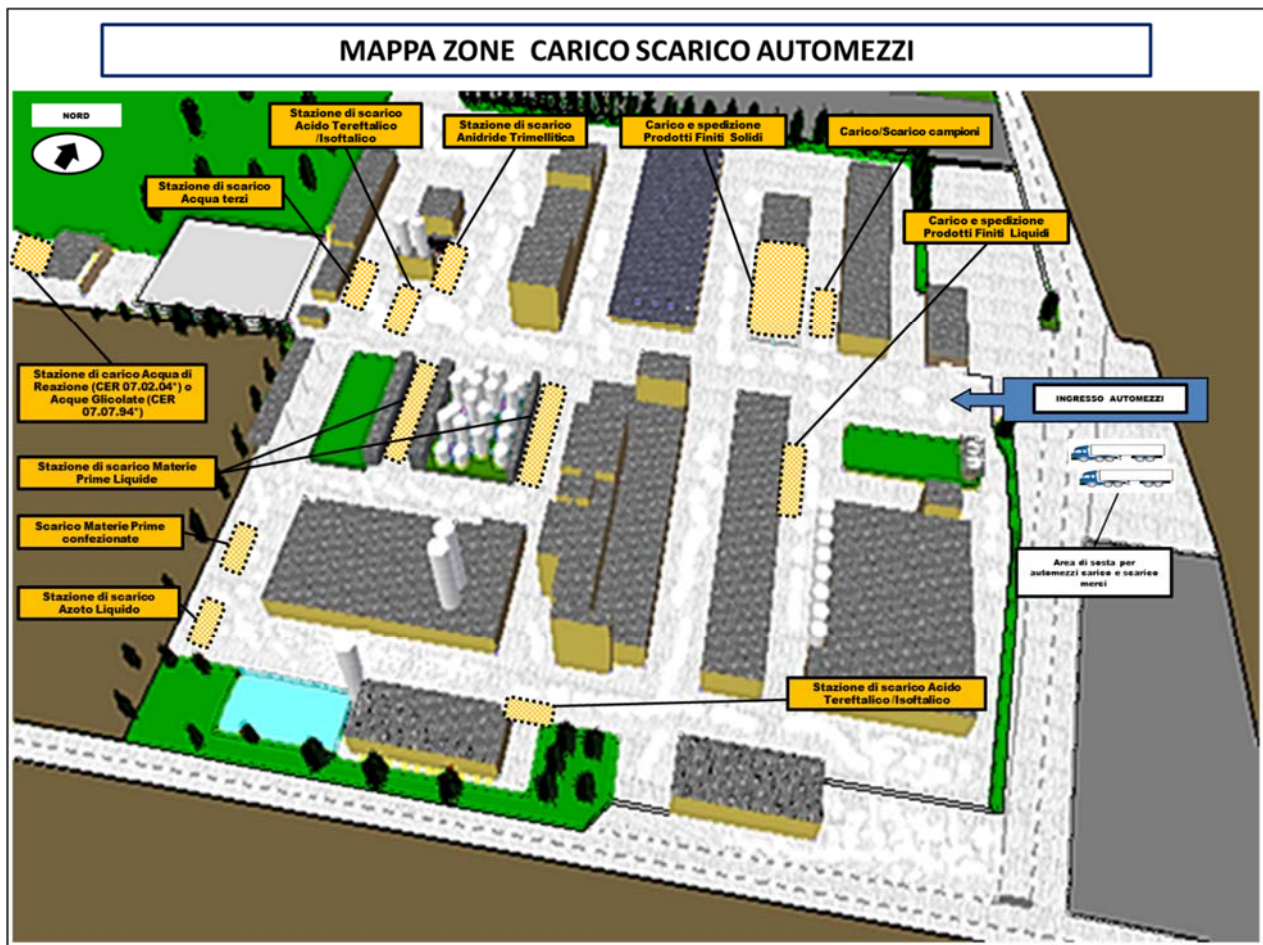 MAPPA ZONE CARICO SCARICO AUTOMEZZI
NORD
Stazione di scarico
Acido Tereftalico
/Isoftalico
Stazione di scarico
Anidride Trimellitica
Carico e spedizione
Prodotti Finiti Solidi
Carico/Scarico campioni
Stazione di scarico
Acqua terzi
Carico e spedizione
Prodotti Finiti Liquidi
Stazione di carico Acqua di
Reazione (CER 07.02.04*) o
Acque Glicolate (CER
07.07.94*)
INGRESSO AUTOMEZZI
Stazione di scarico Materie
Prime Liquide
Scarico Materie Prime
confezionate
Area di sosta per
automezzi carico e scarico
merci
Stazione di scarico
Azoto Liquido
Stazione di scarico Acido
Tereftalico/Isoftalico